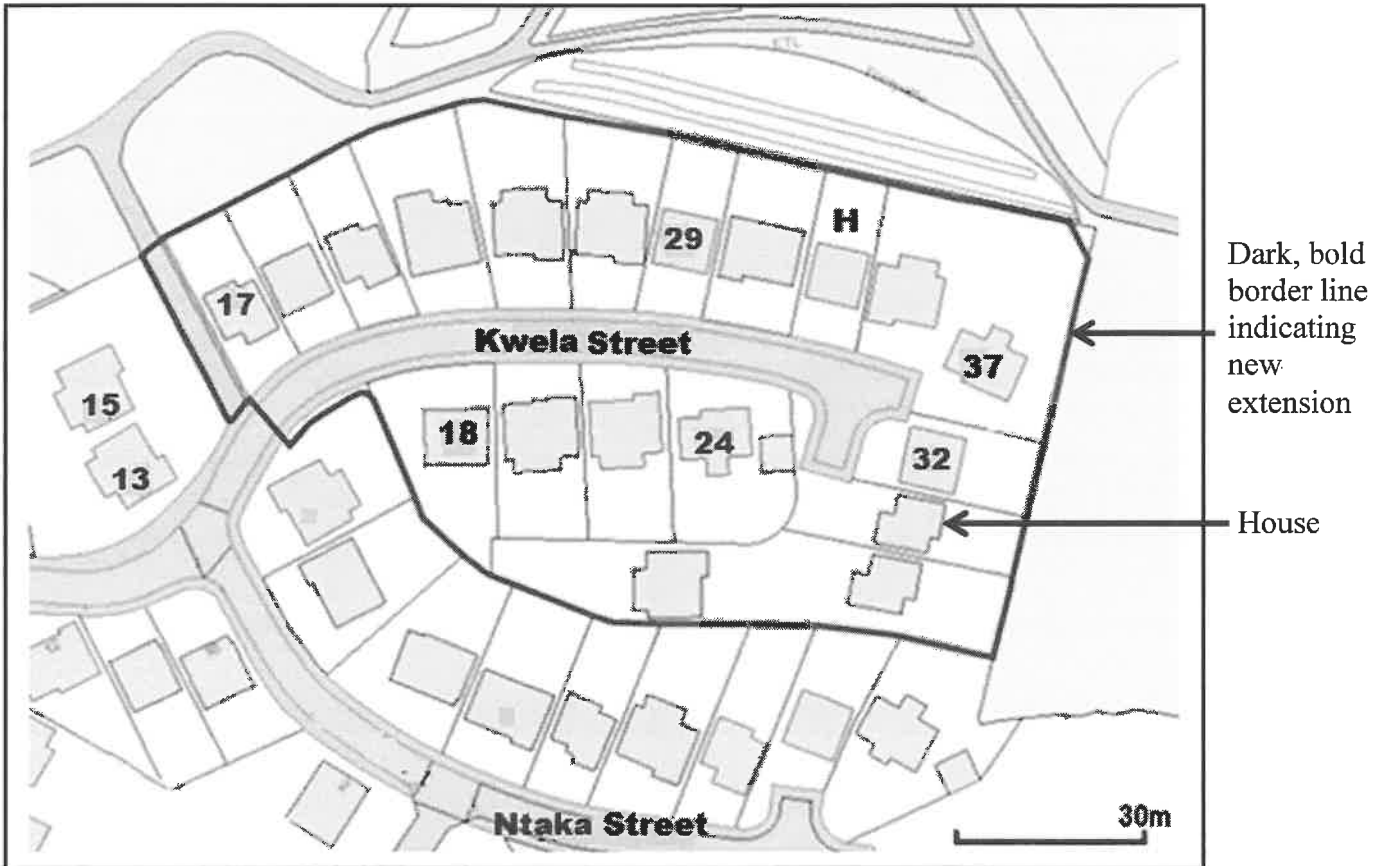 H
29
17
Kwela Street
37
15
18
24
32
13
Ntaka Street
30m
Dark, bold
border line
indicating
new
extension
House